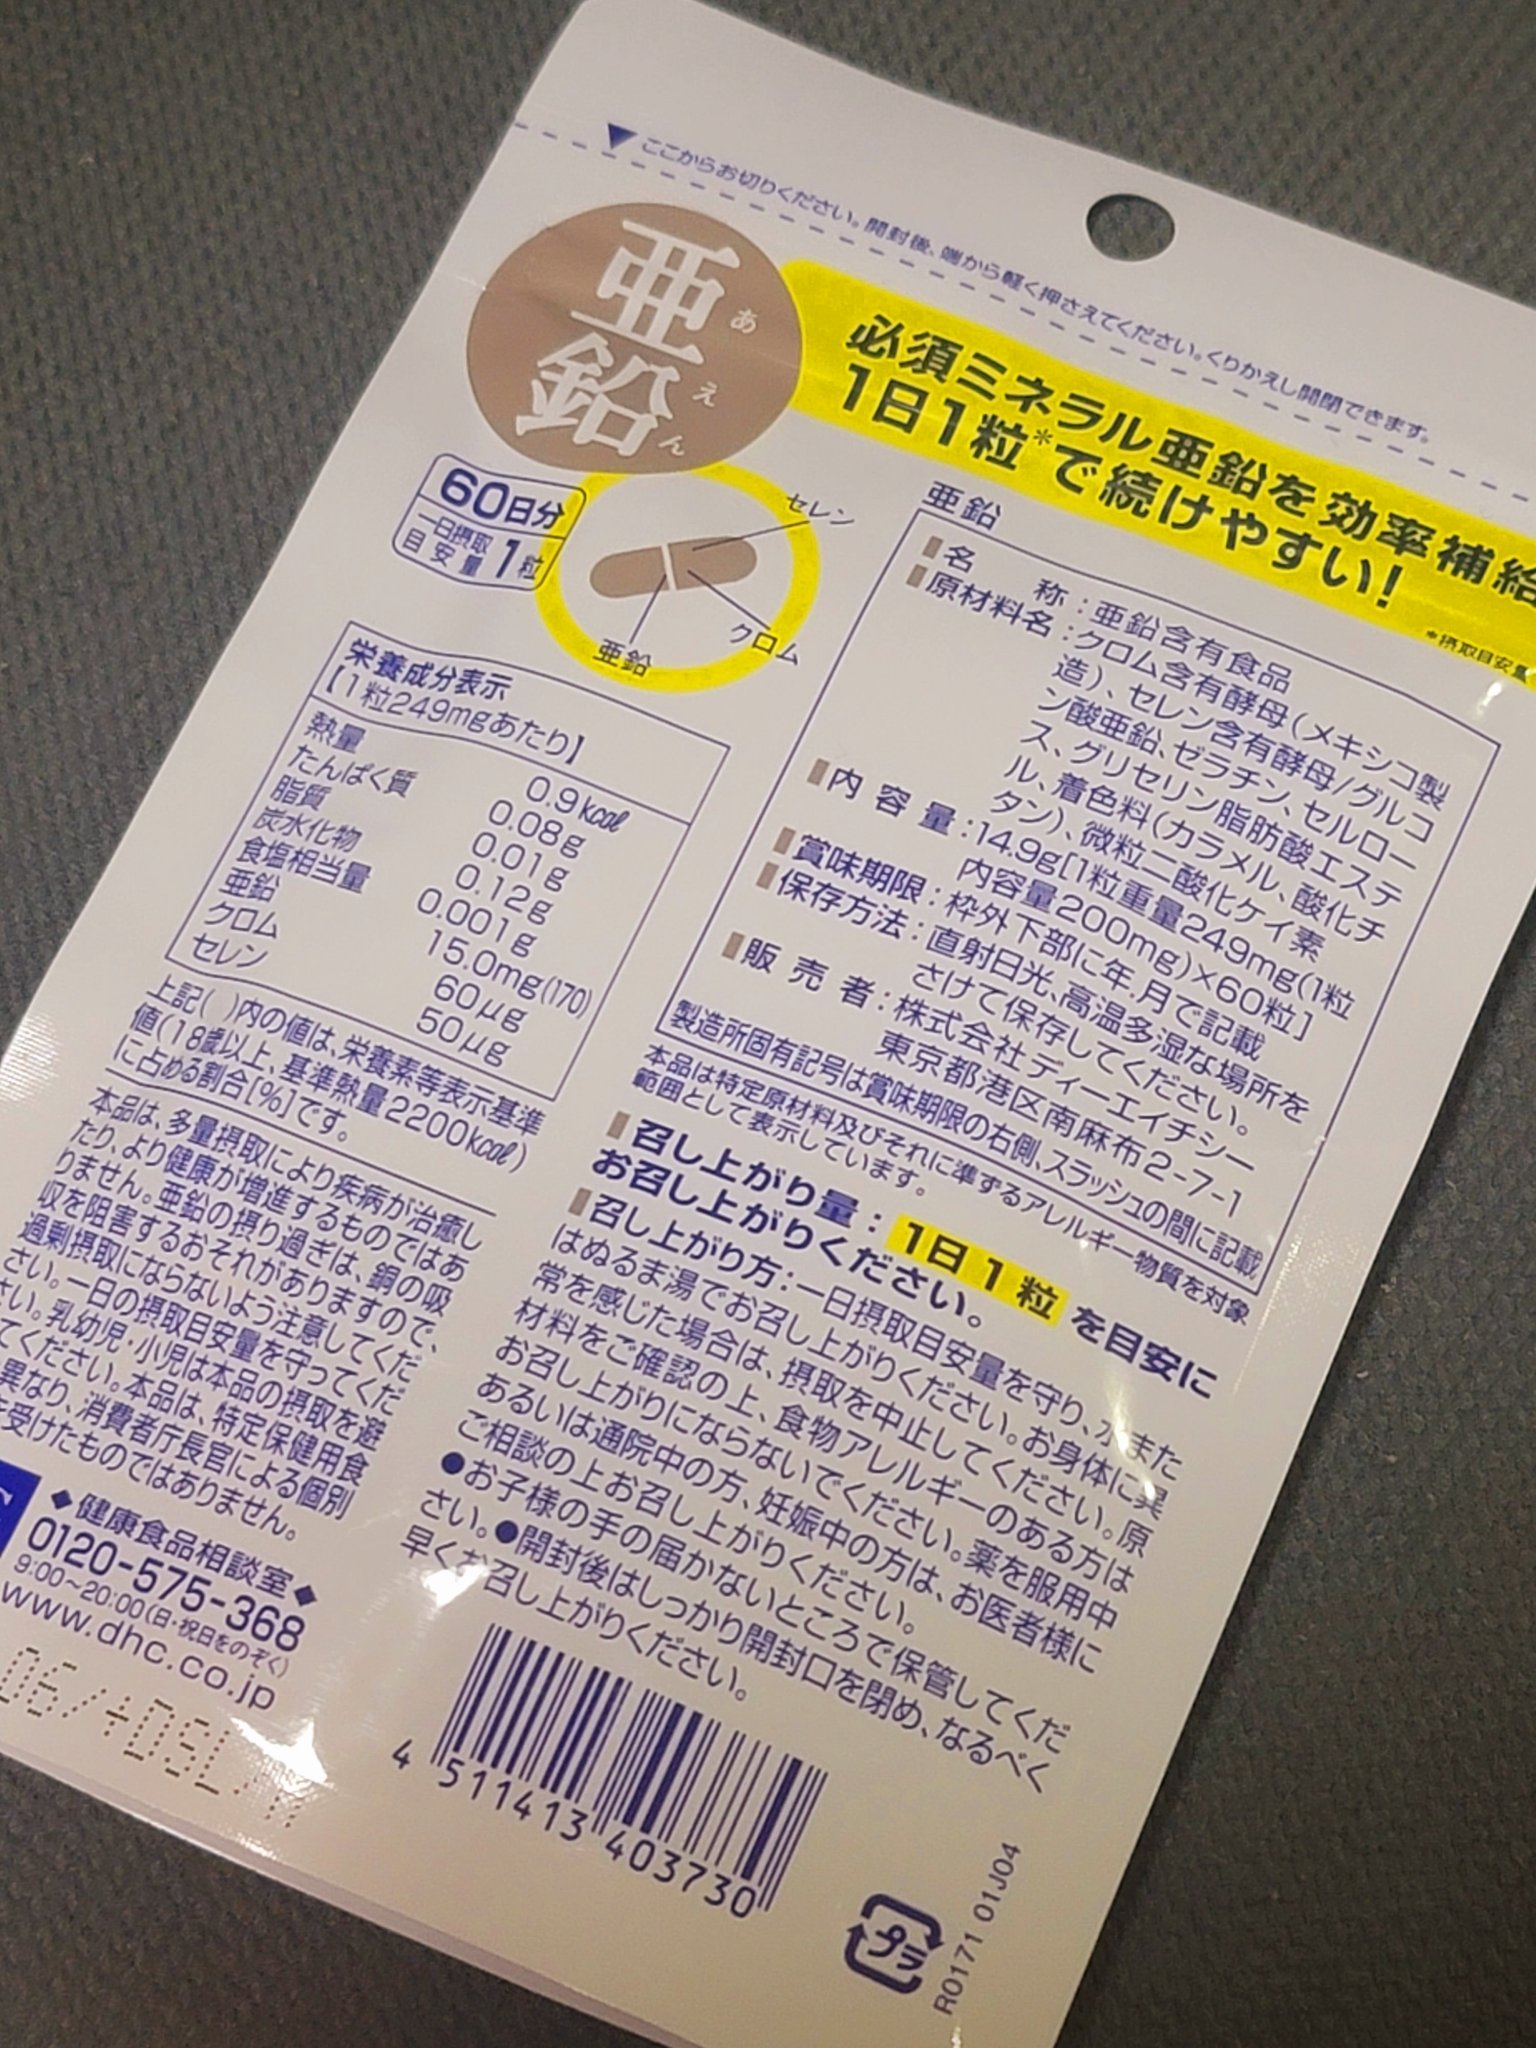 ここからお切りください。開封後、端から軽く押さえてください。くりかえし開閉できます。
亜鉛
あえん
必須ミネラル亜鉛を効率補給
1日1粒*で続けやすい!
*摂取目安量
60日分
一日摂取目安量 1粒
セレン
クロム
亜鉛
栄養成分表示
【1粒249mgあたり】
熱量 0.9kcal
たんぱく質 0.08g
脂質 0.01g
炭水化物 0.12g
食塩相当量 0.001g
亜鉛 15.0mg(170)
クロム 60μg
セレン 50μg
上記( )内の値は、栄養素等表示基準
値(18歳以上、基準熱量2200kcal)
に占める割合[%]です。
本品は、多量摂取により疾病が治癒し
たり、より健康が増進するものではあ
りません。亜鉛の摂り過ぎは、銅の吸
収を阻害するおそれがありますので、
過剰摂取にならないよう注意してくだ
さい。一日の摂取目安量を守ってくだ
さい。乳幼児・小児は本品の摂取を避
けてください。本品は、特定保健用食
異なり、消費者庁長官による個別
を受けたものではありません。
◆健康食品相談室◆
0120-575-368
9:00~20:00(日・祝日をのぞく)
www.dhc.co.jp
亜鉛
名称:亜鉛含有食品
原材料名:クロム含有酵母(メキシコ製
造)、セレン含有酵母/グルコ
ン酸亜鉛、ゼラチン、セルロー
ス、グリセリン脂肪酸エステ
ル、着色料(カラメル、酸化チ
タン)、微粒二酸化ケイ素
内容量:14.9g[1粒重量249mg(1粒
内容量200mg)×60粒]
賞味期限:枠外下部に年.月で記載
保存方法:直射日光、高温多湿な場所を
さけて保存してください。
販売者:株式会社ディーエイチシー
東京都港区南麻布2-7-1
製造所固有記号は賞味期限の右側、スラッシュの間に記載
本品は特定原材料及びそれに準ずるアレルギー物質を対象
範囲として表示しています。
召し上がり量:1日1粒を目安に
お召し上がりください。
召し上がり方:一日摂取目安量を守り、水また
はぬるま湯でお召し上がりください。お身体に異
常を感じた場合は、摂取を中止してください。原
材料をご確認の上、食物アレルギーのある方は
お召し上がりにならないでください。薬を服用中
あるいは通院中の方、妊娠中の方は、お医者様に
ご相談の上お召し上がりください。
●お子様の手の届かないところで保管してくだ
さい。●開封後はしっかり開封口を閉め、なるべく
早くお召し上がりください。
4 511413 403730
プラ
R0171 01J04